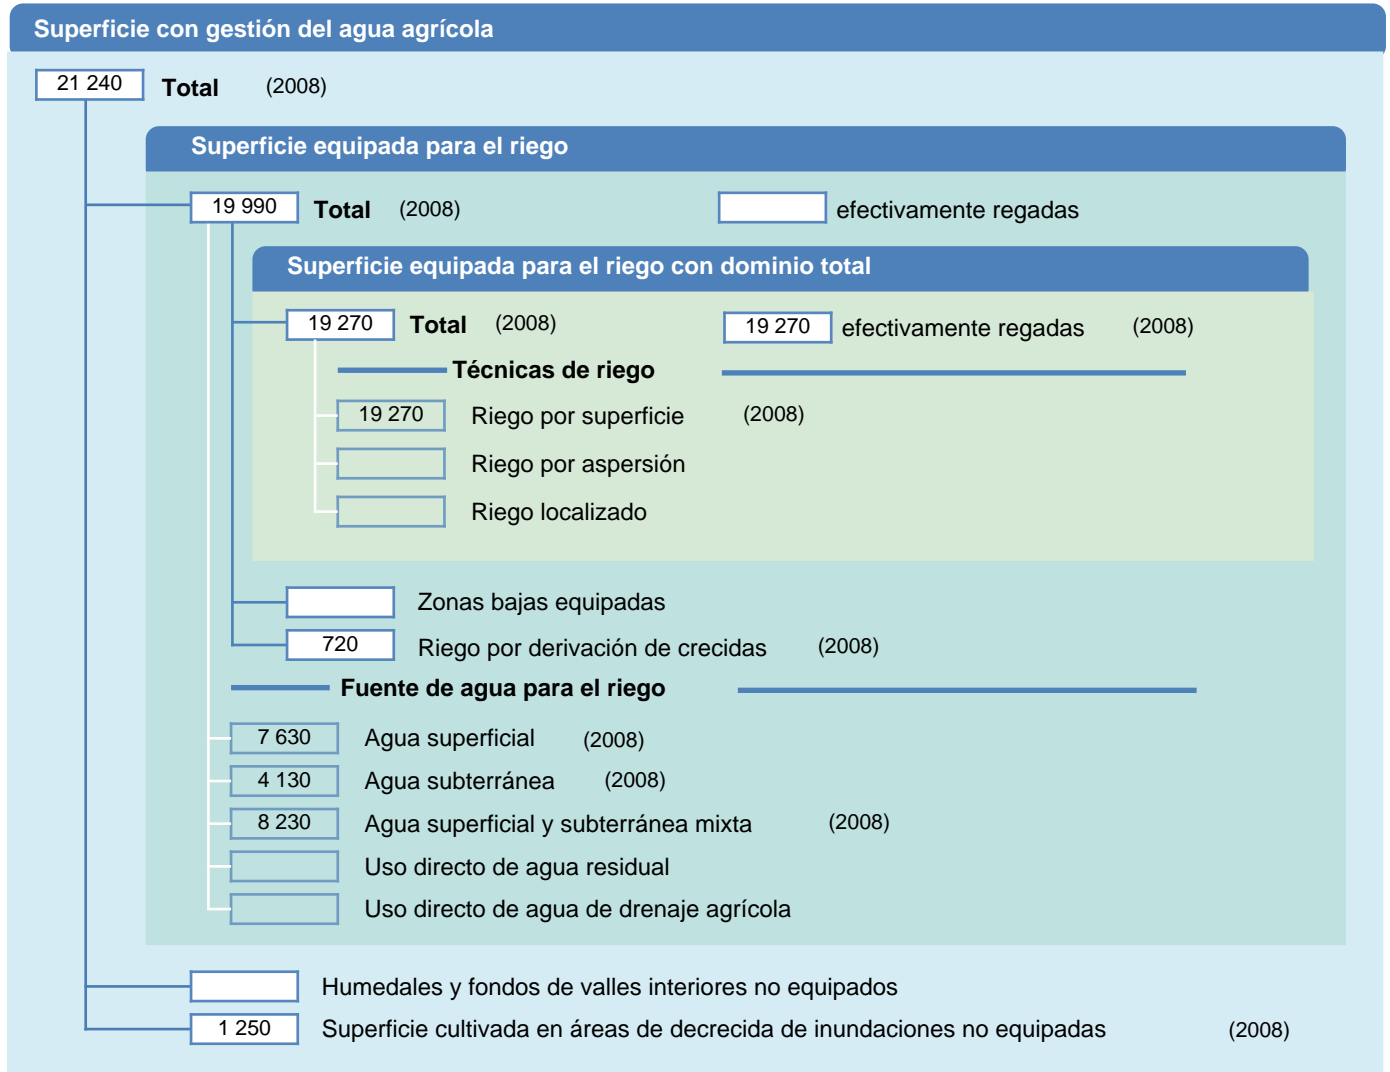 Superficie con gestión del agua agrícola
21 240 Total (2008)
Superficie equipada para el riego
19 990 Total (2008) efectivamente regadas
Superficie equipada para el riego con dominio total
19 270 Total (2008) 19 270 efectivamente regadas (2008)
Técnicas de riego
19 270 Riego por superficie (2008)
Riego por aspersión
Riego localizado
Zonas bajas equipadas
720 Riego por derivación de crecidas (2008)
Fuente de agua para el riego
7 630 Agua superficial (2008)
4 130 Agua subterránea (2008)
8 230 Agua superficial y subterránea mixta (2008)
Uso directo de agua residual
Uso directo de agua de drenaje agrícola
Humedales y fondos de valles interiores no equipados
1 250 Superficie cultivada en áreas de decrecida de inundaciones no equipadas (2008)